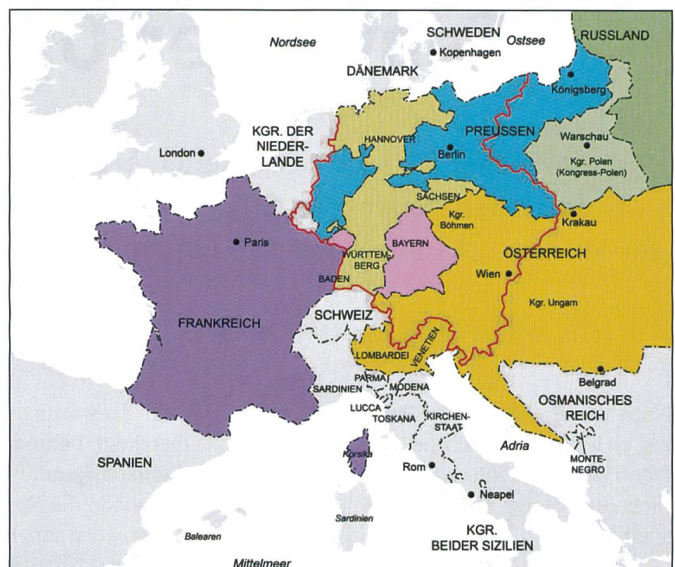 Nordsee
SCHWEDEN
Ostsee
RUSSLAND
Kopenhagen
DÄNEMARK
Königsberg
KGR. DER
NIEDER-
LANDE
HANNOVER
PREUSSEN
Warschau
London
Berlin
Kgr. Polen
(Kongress-Polen)
SACHSEN
Kgr.
Böhmen
Krakau
Paris
WÜRTTEM-
BERG
BAYERN
ÖSTERREICH
Wien
BADEN
Kgr. Ungarn
FRANKREICH
SCHWEIZ
LOMBARDEI
VENETIEN
PARMA
MODENA
SARDINIEN
Belgrad
OSMANISCHES
REICH
LUCCA
TOSKANA
KIRCHEN-
STAAT
Adria
MONTE-
NEGRO
Korsika
SPANIEN
Rom
Neapel
Sardinien
Balearen
KGR.
BEIDER SIZILIEN
Mittelmeer